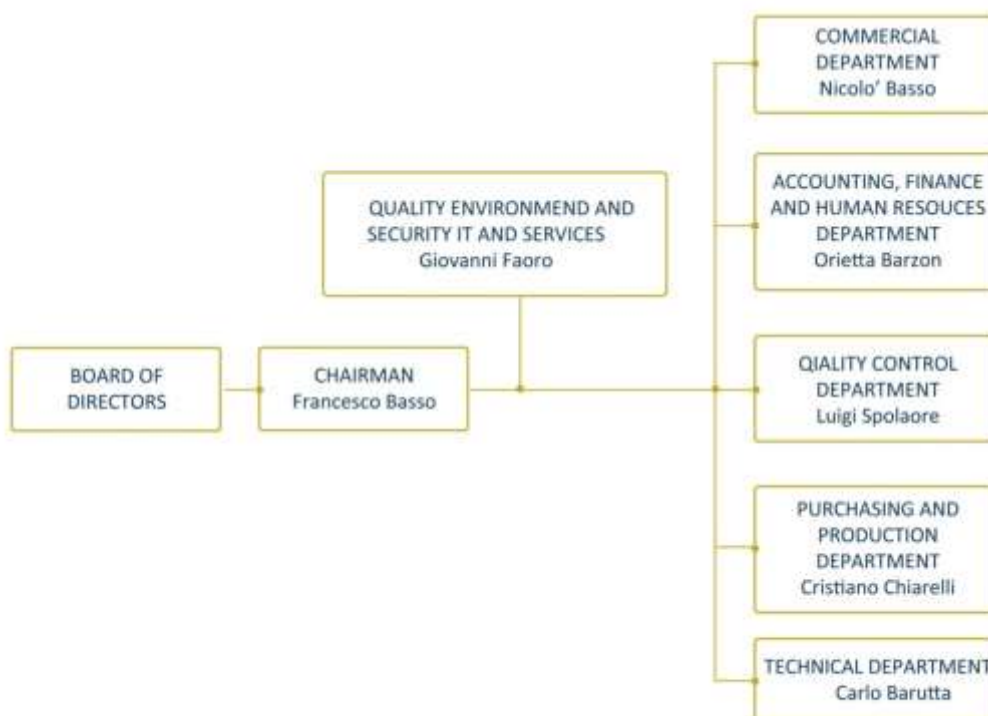 COMMERCIAL
DEPARTMENT
Nicolo’ Basso
QUALITY ENVIRONMEND AND
SECURITY IT AND SERVICES
Giovanni Faoro
ACCOUNTING, FINANCE
AND HUMAN RESOUCES
DEPARTMENT
Orietta Barzon
BOARD OF
DIRECTORS
CHAIRMAN
Francesco Basso
QIALITY CONTROL
DEPARTMENT
Luigi Spolaore
PURCHASING AND
PRODUCTION
DEPARTMENT
Cristiano Chiarelli
TECHNICAL DEPARTMENT
Carlo Barutta